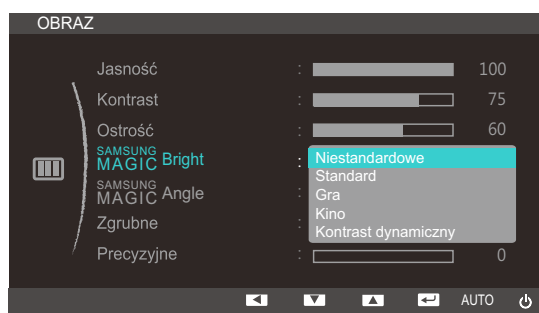 OBRAZ
Jasność : 100
Kontrast : 75
Ostrość : 60
SAMSUNG MAGIC Bright : Niestandardowe
Standard
SAMSUNG MAGIC Angle : Gra
Kino
Zgrubne : Kontrast dynamiczny
Precyzyjne : 0
AUTO